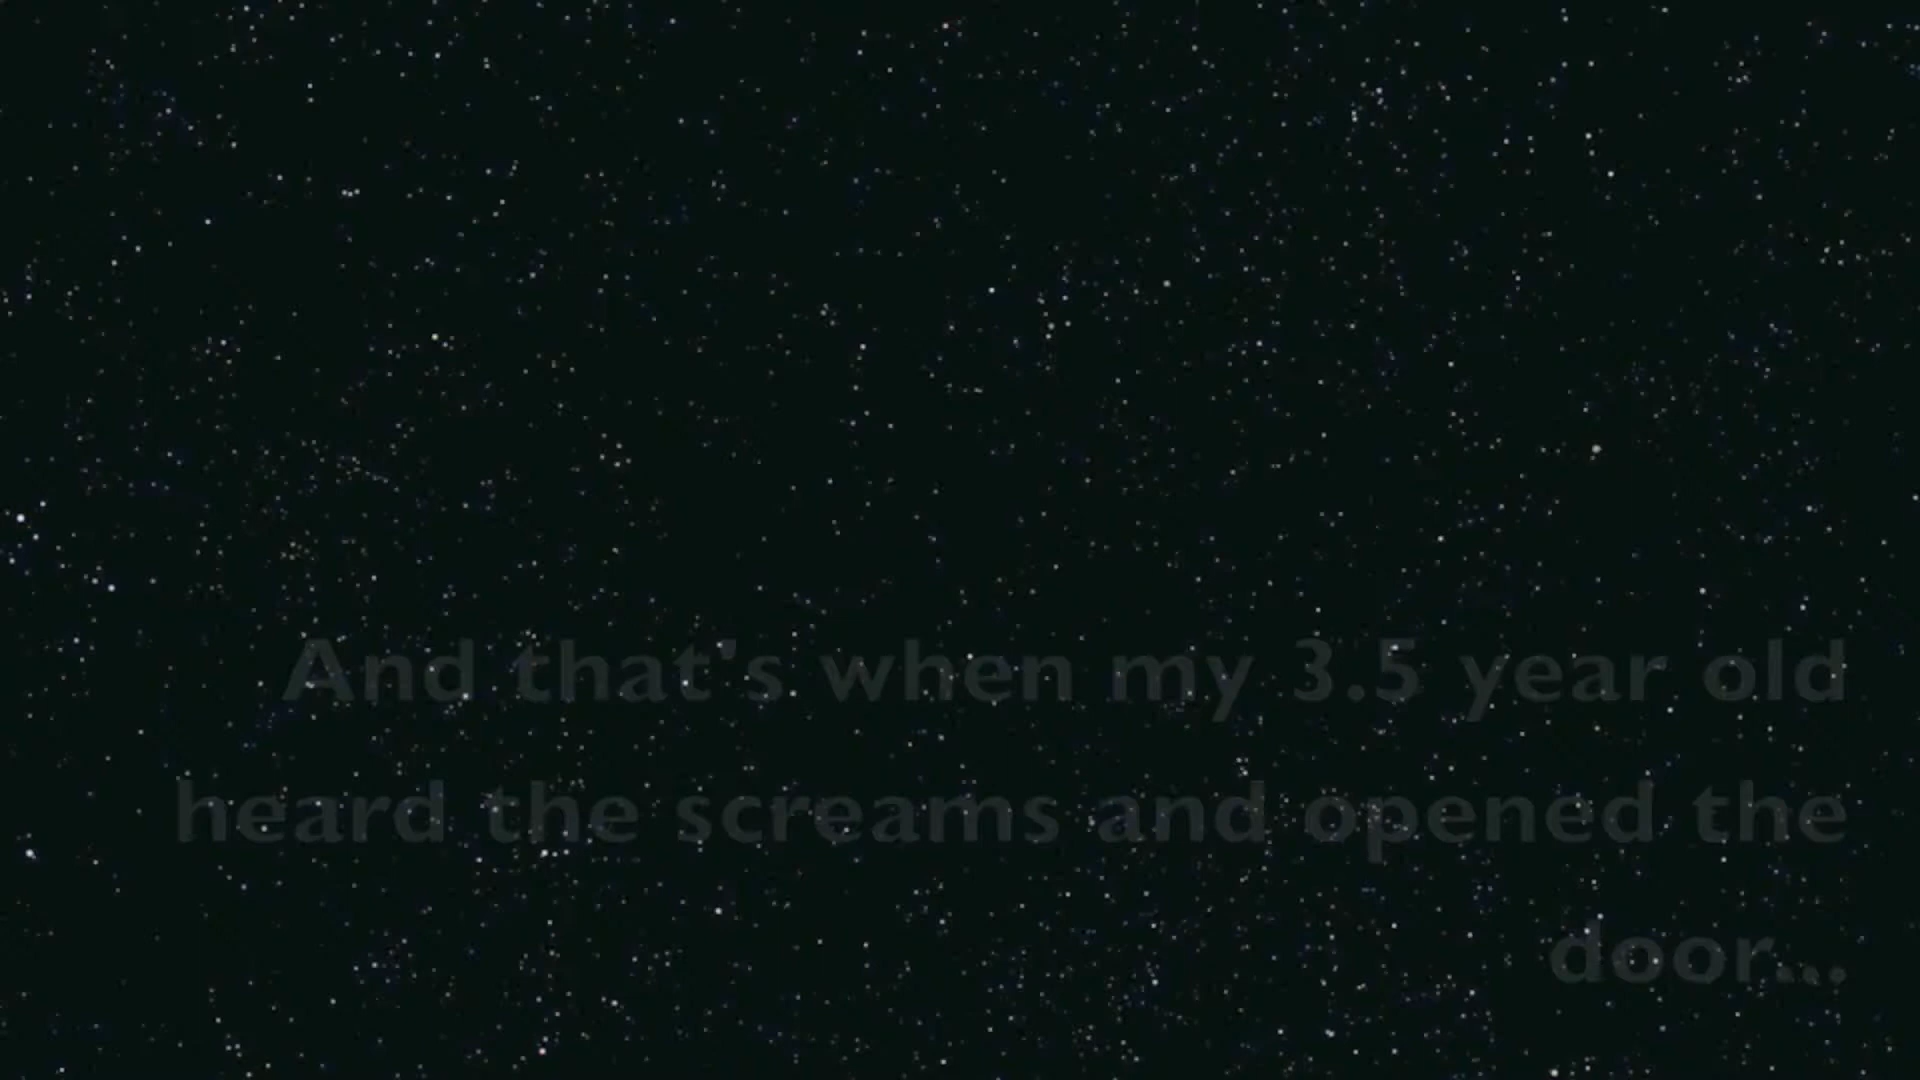 And that's when my 3.5 year old
heard the screams and opened the
door...